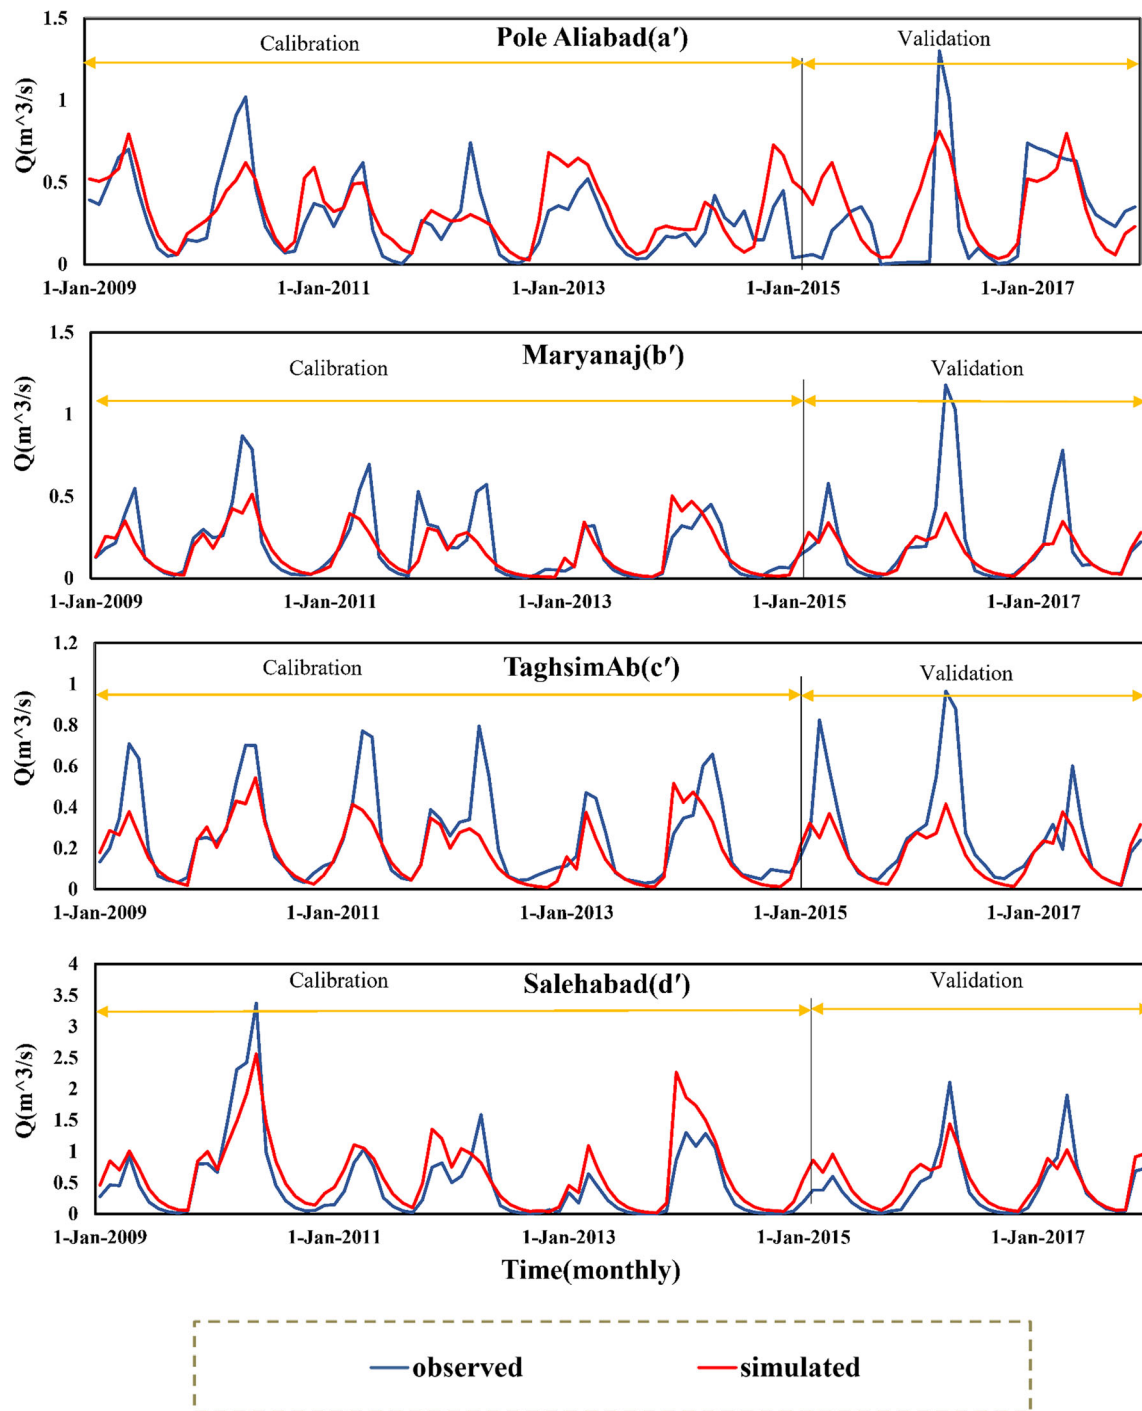 Pole Aliabad(a′)
Calibration
Validation
Q(m^3/s)
1.5
1
0.5
0
1-Jan-2009 1-Jan-2011 1-Jan-2013 1-Jan-2015 1-Jan-2017
Maryanaj(b′)
Calibration
Validation
Q(m^3/s)
1.5
1
0.5
0
1-Jan-2009 1-Jan-2011 1-Jan-2013 1-Jan-2015 1-Jan-2017
TaghsimAb(c′)
Calibration
Validation
Q(m^3/s)
1.2
1
0.8
0.6
0.4
0.2
0
1-Jan-2009 1-Jan-2011 1-Jan-2013 1-Jan-2015 1-Jan-2017
Salehabad(d′)
Calibration
Validation
Q(m^3/s)
4
3.5
3
2.5
2
1.5
1
0.5
0
1-Jan-2009 1-Jan-2011 1-Jan-2013 1-Jan-2015 1-Jan-2017
Time(monthly)
observed simulated